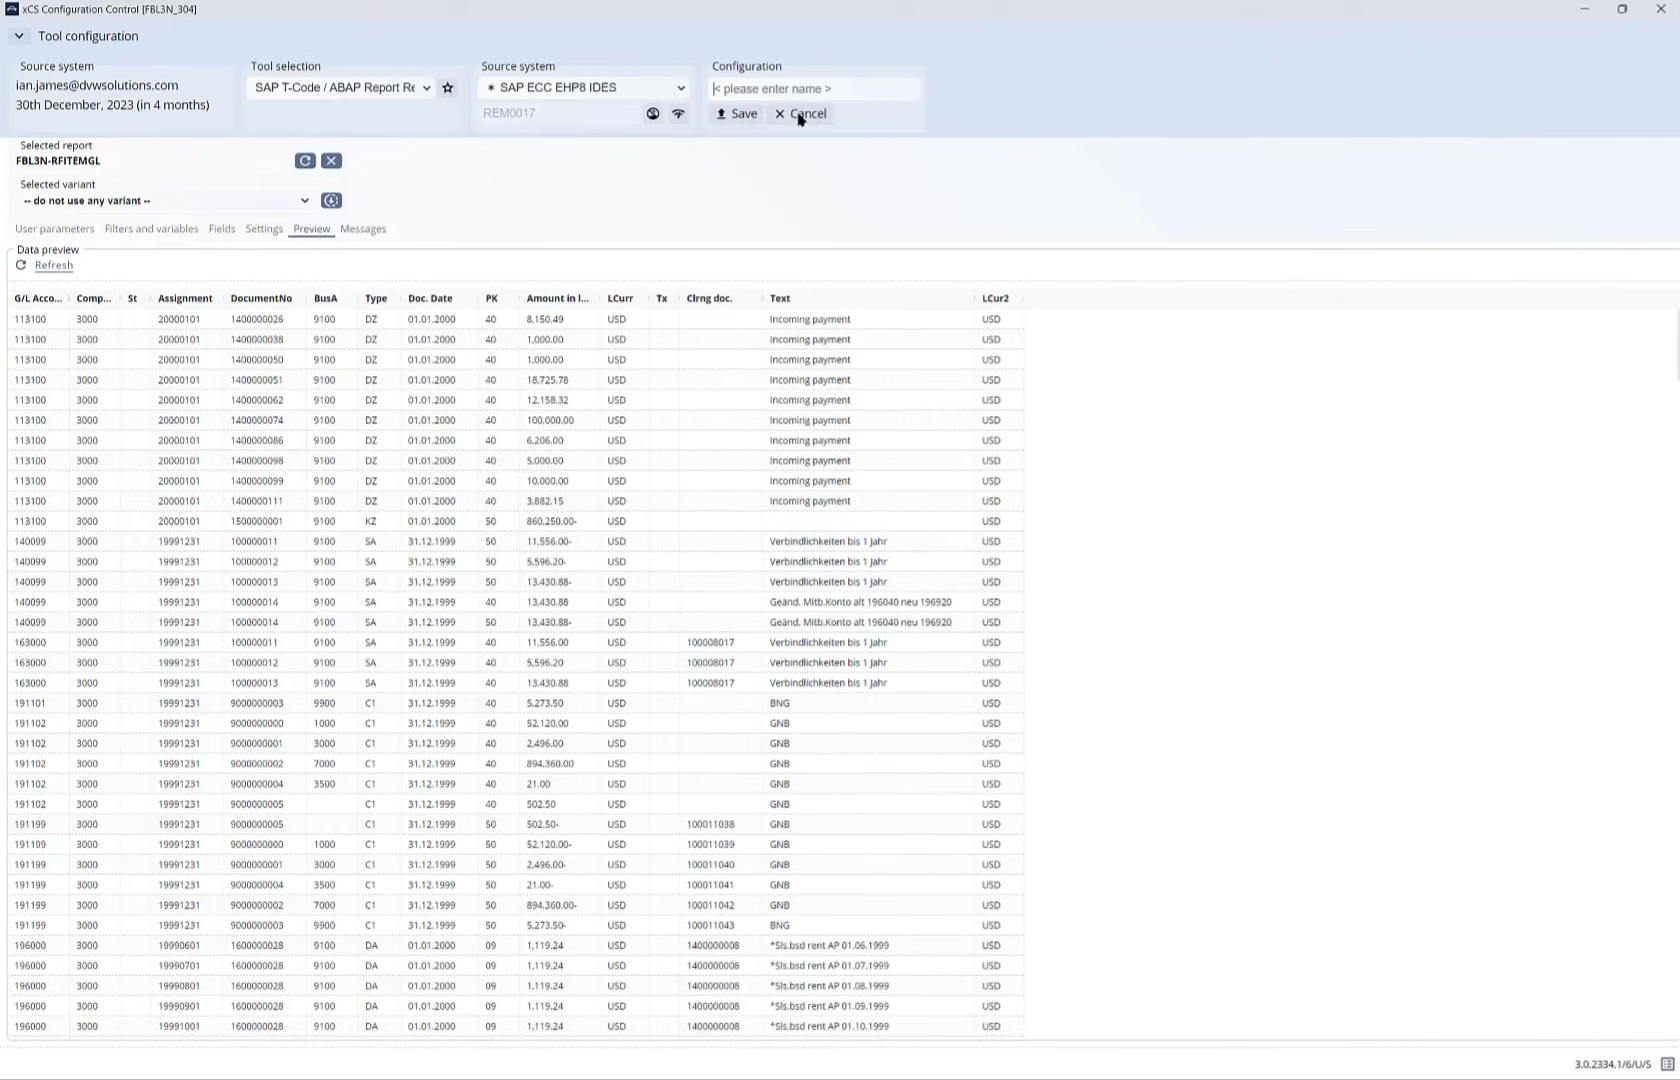 xCS Configuration Control [FBL3N_304]
Tool configuration
Source system Tool selection Source system Configuration
ian.james@dvwsolutions.com SAP T-Code / ABAP Report Re SAP ECC EHP8 IDES < please enter name >
30th December, 2023 (in 4 months) REM0017 Save Cancel
Selected report
FBL3N-RFITEMGL
Selected variant
-- do not use any variant --
User parameters Filters and variables Fields Settings Preview Messages
Data preview
Refresh
G/L Acco... Comp... St Assignment DocumentNo BusA Type Doc. Date PK Amount in l... LCurr Tx Clrng doc. Text LCur2
113100 3000 20000101 1400000026 9100 DZ 01.01.2000 40 8,150.49 USD Incoming payment USD
113100 3000 20000101 1400000038 9100 DZ 01.01.2000 40 1,000.00 USD Incoming payment USD
113100 3000 20000101 1400000050 9100 DZ 01.01.2000 40 1,000.00 USD Incoming payment USD
113100 3000 20000101 1400000051 9100 DZ 01.01.2000 40 18,725.78 USD Incoming payment USD
113100 3000 20000101 1400000062 9100 DZ 01.01.2000 40 12,158.32 USD Incoming payment USD
113100 3000 20000101 1400000074 9100 DZ 01.01.2000 40 100,000.00 USD Incoming payment USD
113100 3000 20000101 1400000086 9100 DZ 01.01.2000 40 6,206.00 USD Incoming payment USD
113100 3000 20000101 1400000098 9100 DZ 01.01.2000 40 5,000.00 USD Incoming payment USD
113100 3000 20000101 1400000099 9100 DZ 01.01.2000 40 10,000.00 USD Incoming payment USD
113100 3000 20000101 1400000111 9100 DZ 01.01.2000 40 3,882.15 USD Incoming payment USD
113100 3000 20000101 1500000001 9100 KZ 01.01.2000 50 860,250.00- USD USD
140099 3000 19991231 100000011 9100 SA 31.12.1999 50 11,556.00- USD Verbindlichkeiten bis 1 Jahr USD
140099 3000 19991231 100000012 9100 SA 31.12.1999 50 5,596.20- USD Verbindlichkeiten bis 1 Jahr USD
140099 3000 19991231 100000013 9100 SA 31.12.1999 50 13,430.88- USD Verbindlichkeiten bis 1 Jahr USD
140099 3000 19991231 100000014 9100 SA 31.12.1999 40 13,430.88 USD Geänd. Mitb.Konto alt 196040 neu 196920 USD
140099 3000 19991231 100000014 9100 SA 31.12.1999 50 13,430.88- USD Geänd. Mitb.Konto alt 196040 neu 196920 USD
163000 3000 19991231 100000011 9100 SA 31.12.1999 40 11,556.00 USD 100008017 Verbindlichkeiten bis 1 Jahr USD
163000 3000 19991231 100000012 9100 SA 31.12.1999 40 5,596.20 USD 100008017 Verbindlichkeiten bis 1 Jahr USD
163000 3000 19991231 100000013 9100 SA 31.12.1999 40 13,430.88 USD 100008017 Verbindlichkeiten bis 1 Jahr USD
191101 3000 19991231 9000000003 9900 C1 31.12.1999 40 5,273.50 USD BNG USD
191102 3000 19991231 9000000000 1000 C1 31.12.1999 40 52,120.00 USD GNB USD
191102 3000 19991231 9000000001 3000 C1 31.12.1999 40 2,496.00 USD GNB USD
191102 3000 19991231 9000000002 7000 C1 31.12.1999 40 894,360.00 USD GNB USD
191102 3000 19991231 9000000004 3500 C1 31.12.1999 40 21.00 USD GNB USD
191102 3000 19991231 9000000005 C1 31.12.1999 40 502.50 USD GNB USD
191199 3000 19991231 9000000005 C1 31.12.1999 50 502.50- USD 100011038 GNB USD
191199 3000 19991231 9000000000 1000 C1 31.12.1999 50 52,120.00- USD 100011039 GNB USD
191199 3000 19991231 9000000001 3000 C1 31.12.1999 50 2,496.00- USD 100011040 GNB USD
191199 3000 19991231 9000000004 3500 C1 31.12.1999 50 21.00- USD 100011041 GNB USD
191199 3000 19991231 9000000002 7000 C1 31.12.1999 50 894,360.00- USD 100011042 GNB USD
191199 3000 19991231 9000000003 9900 C1 31.12.1999 50 5,273.50- USD 100011043 BNG USD
196000 3000 19990601 1600000028 9100 DA 01.01.2000 09 1,119.24 USD 1400000008 *Sls.bsd rent AP 01.06.1999 USD
196000 3000 19990701 1600000028 9100 DA 01.01.2000 09 1,119.24 USD 1400000008 *Sls.bsd rent AP 01.07.1999 USD
196000 3000 19990801 1600000028 9100 DA 01.01.2000 09 1,119.24 USD 1400000008 *Sls.bsd rent AP 01.08.1999 USD
196000 3000 19990901 1600000028 9100 DA 01.01.2000 09 1,119.24 USD 1400000008 *Sls.bsd rent AP 01.09.1999 USD
196000 3000 19991001 1600000028 9100 DA 01.01.2000 09 1,119.24 USD 1400000008 *Sls.bsd rent AP 01.10.1999 USD
3.0.2334.1/6/U/S